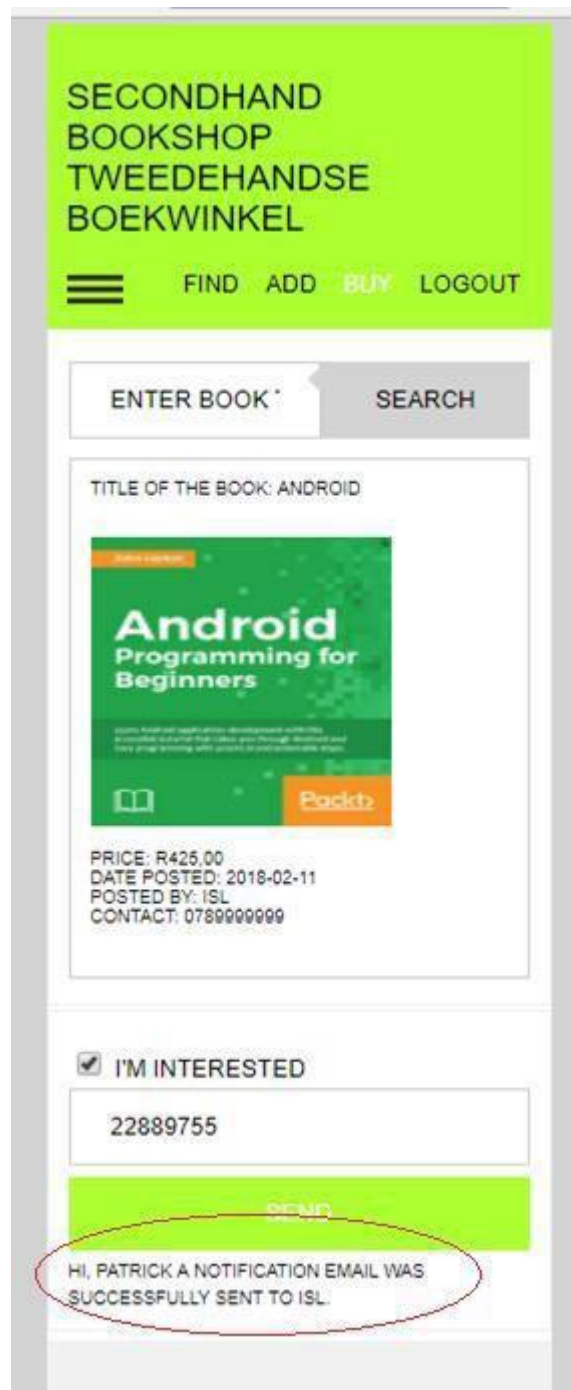 SECONDHAND
BOOKSHOP
TWEEDEHANDSE
BOEKWINKEL
FIND ADD BUY LOGOUT
ENTER BOOK SEARCH
TITLE OF THE BOOK: ANDROID
Android
Programming for
Beginners
Packt>
PRICE: R425,00
DATE POSTED: 2018-02-11
POSTED BY: ISL
CONTACT: 0789999999
I'M INTERESTED
22889755
SEND
HI, PATRICK A NOTIFICATION EMAIL WAS
SUCCESSFULLY SENT TO ISL.